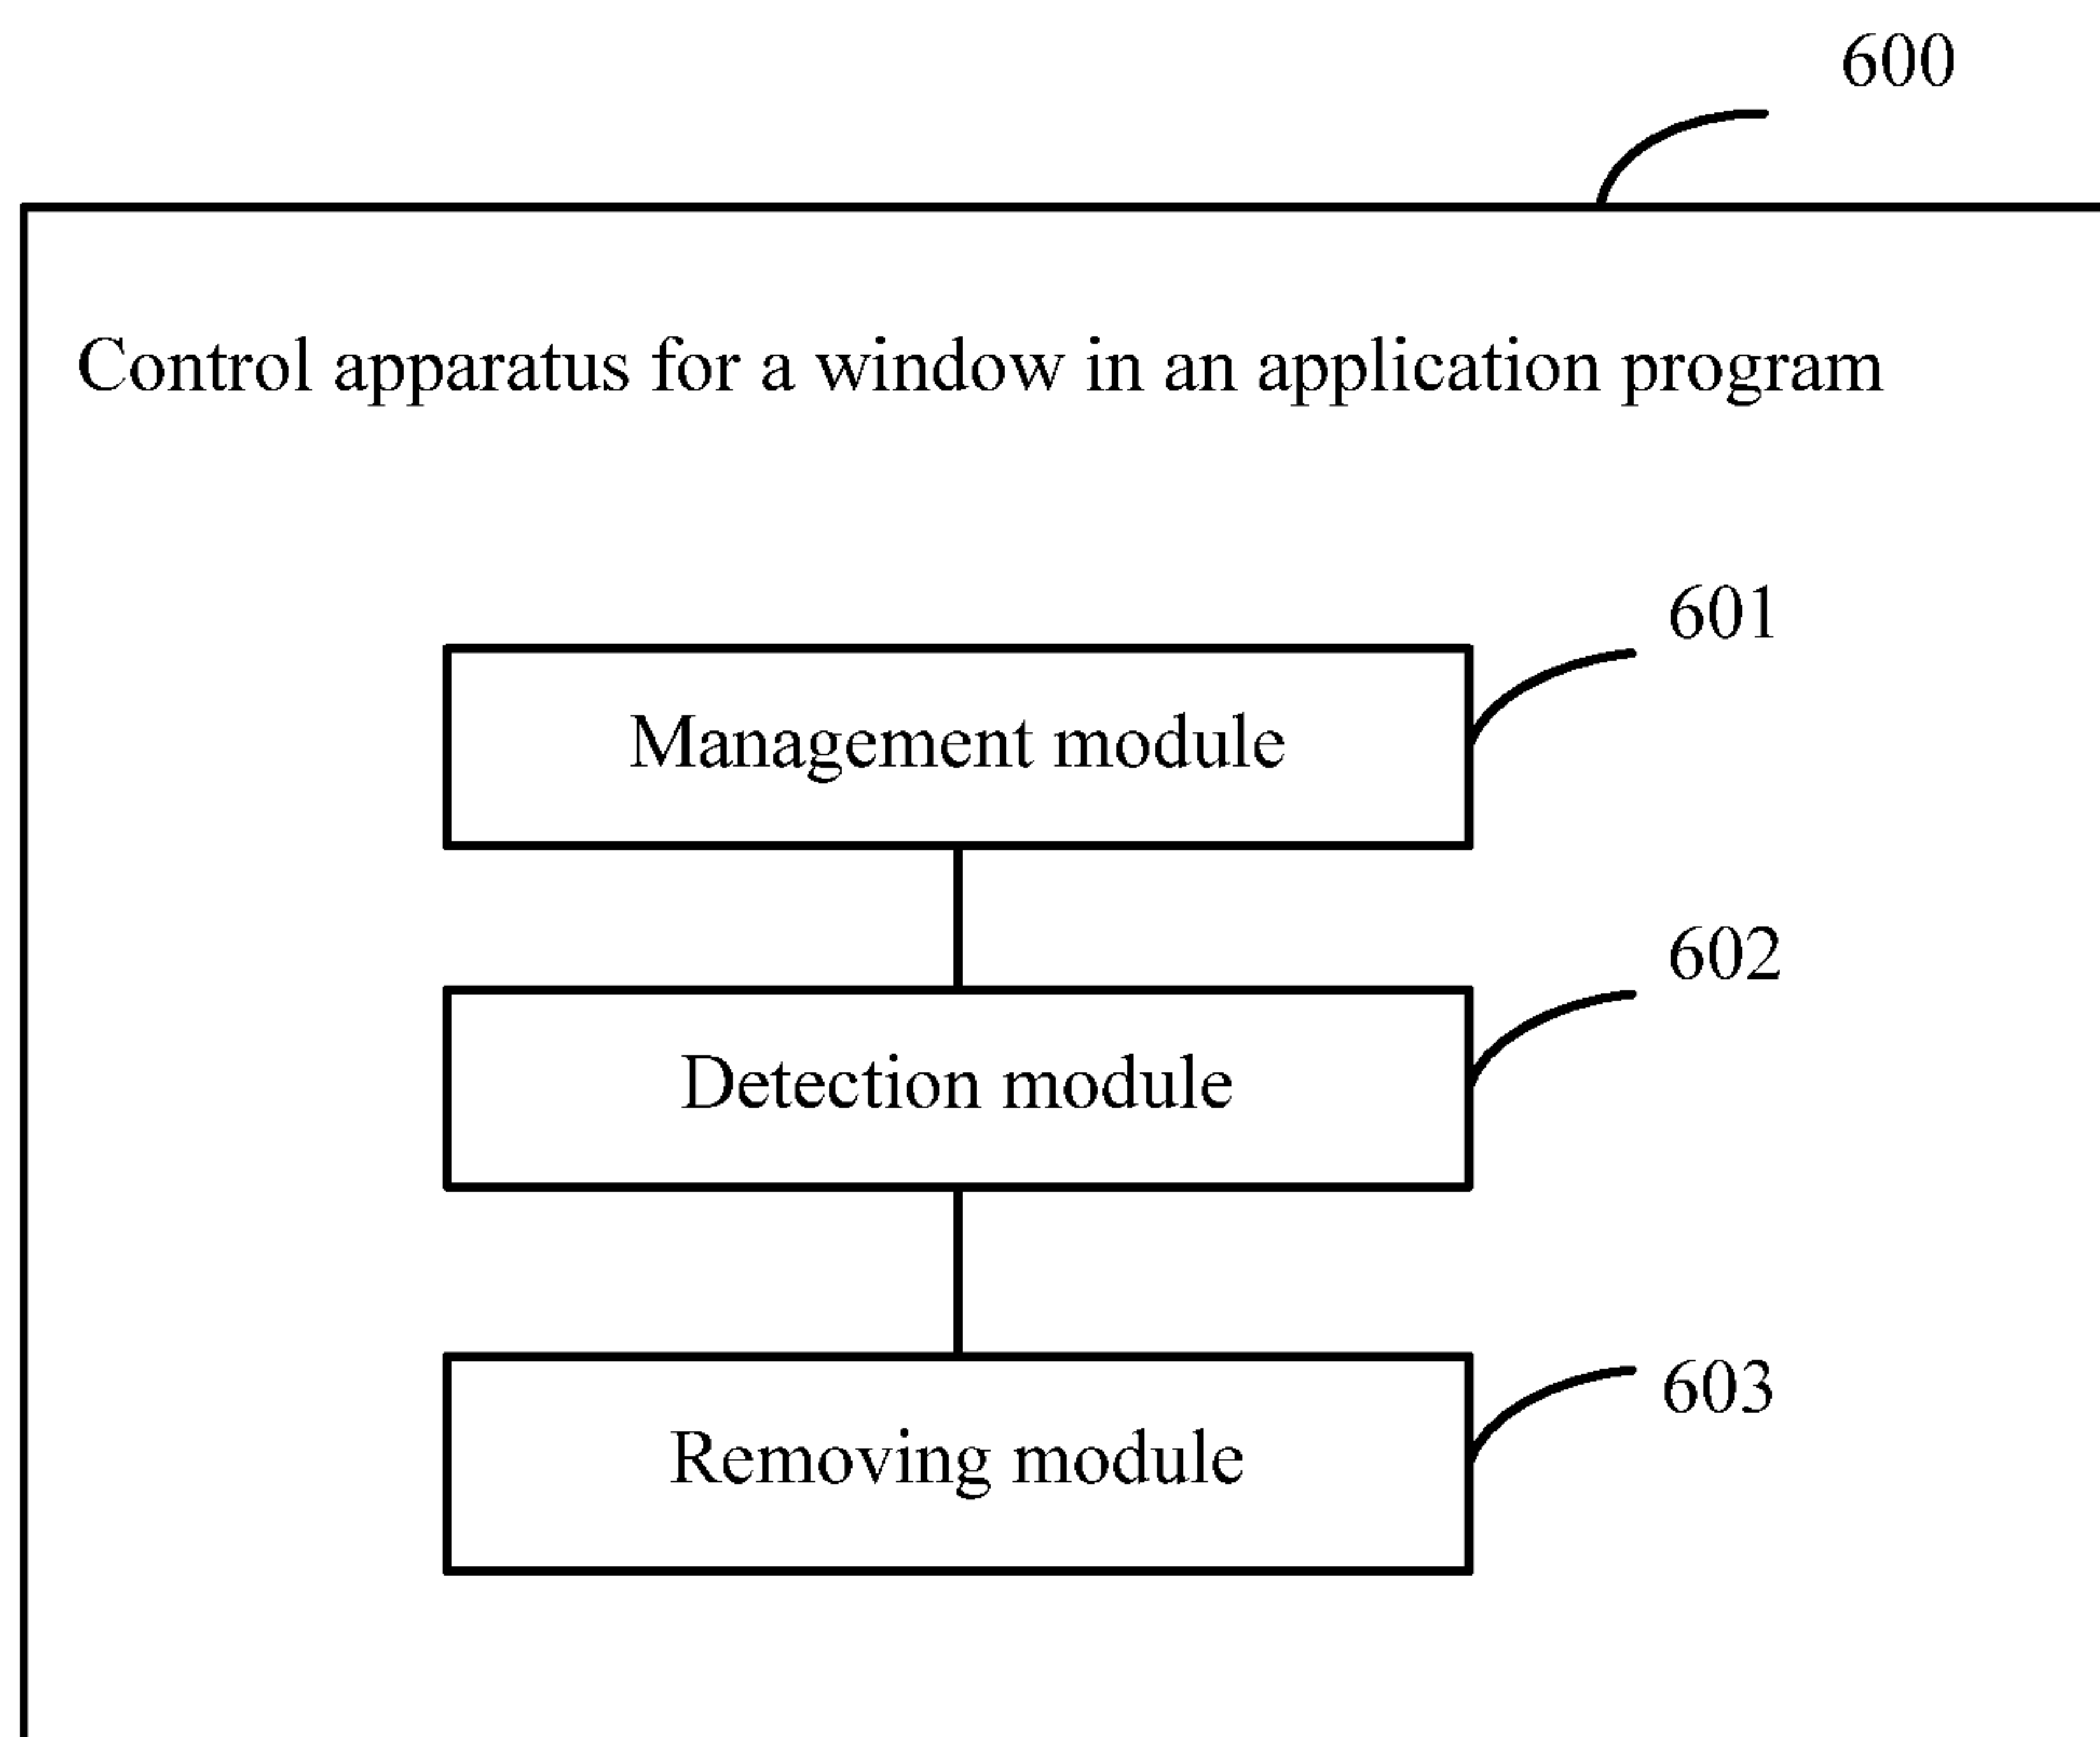 600
Control apparatus for a window in an application program
601
Management module
602
Detection module
603
Removing module